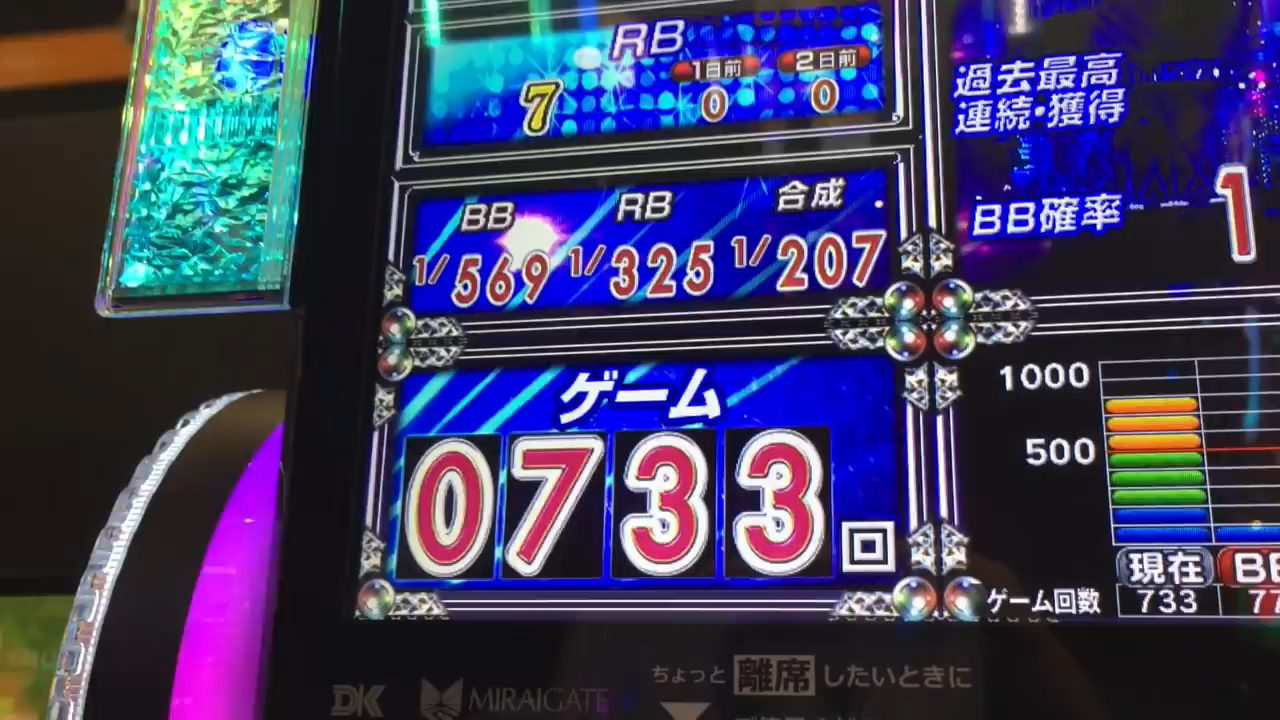 RB
1日前
2日前
7
0
0
BB
RB
合成
1/569
1/325
1/207
ゲーム
0733
回
過去最高
連続・獲得
BB確率
1
1000
500
現在
BB
ゲーム回数
733
77
DK
MIRAIGATE
ちょっと離席したいときに